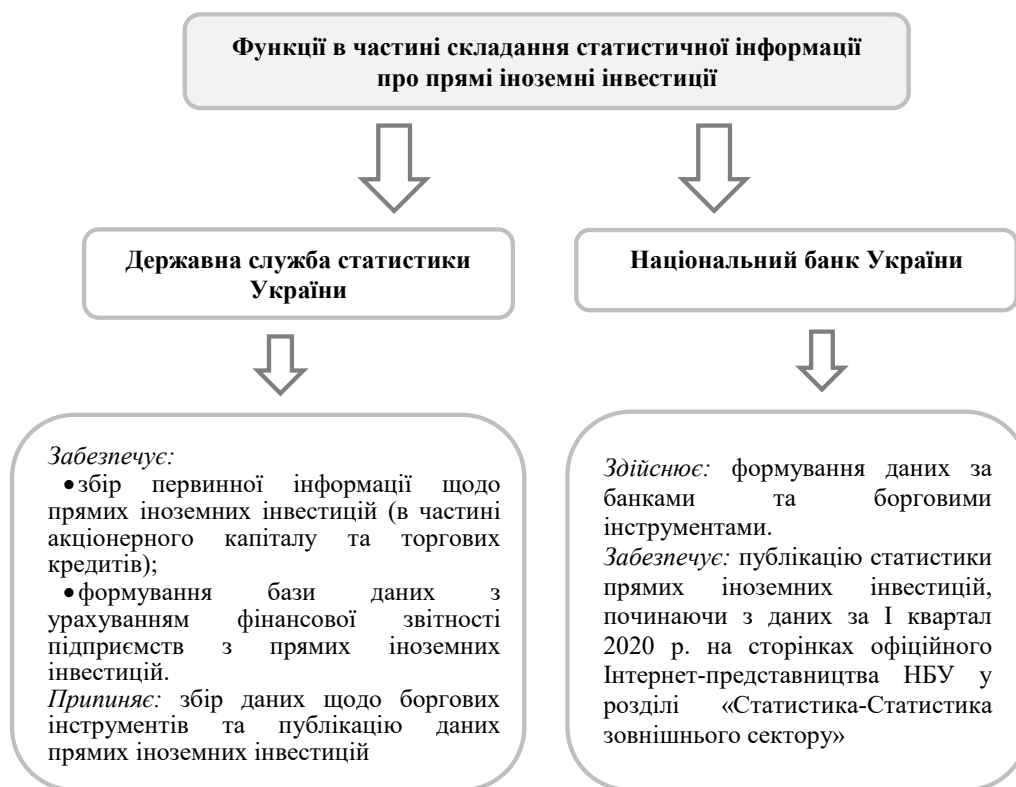 Функції в частині складання статистичної інформації
про прямі іноземні інвестиції
Державна служба статистики
України
Національний банк України
Забезпечує:
•збір первинної інформації щодо
прямих іноземних інвестицій (в частині
акціонерного капіталу та торгових
кредитів);
•формування бази даних з
урахуванням фінансової звітності
підприємств з прямих іноземних
інвестицій.
Припиняє: збір даних щодо боргових
інструментів та публікацію даних
прямих іноземних інвестицій
Здійснює: формування даних за
банками та борговими
інструментами.
Забезпечує: публікацію статистики
прямих іноземних інвестицій,
починаючи з даних за І квартал
2020 р. на сторінках офіційного
Інтернет-представництва НБУ у
розділі «Статистика-Статистика
зовнішнього сектору»